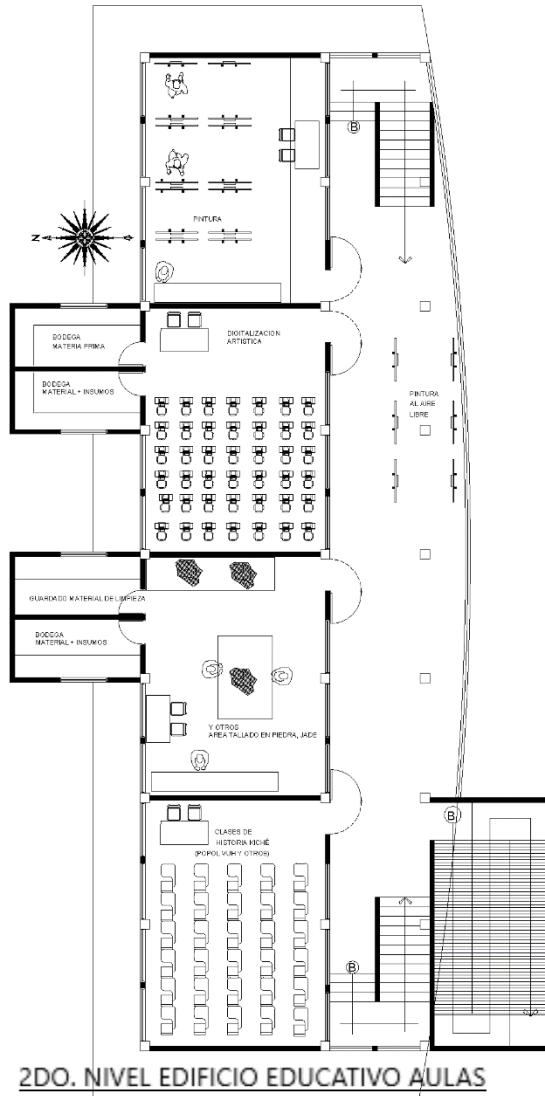 B
PINTURA
N
DIGITALIZACION
ARTISTICA
BODEGA
MATERIA PRIMA
BODEGA
MATERIAL + INSUMOS
PINTURA
AL AIRE
LIBRE
GUARDADO MATERIAL DE LIMPIEZA
BODEGA
MATERIAL + INSUMOS
Y OTROS
AREA TALLADO EN PIEDRA, JADE
B
CLASES DE
HISTORIA KICHÉ
(POPOL VUH Y OTROS)
B
2DO. NIVEL EDIFICIO EDUCATIVO AULAS